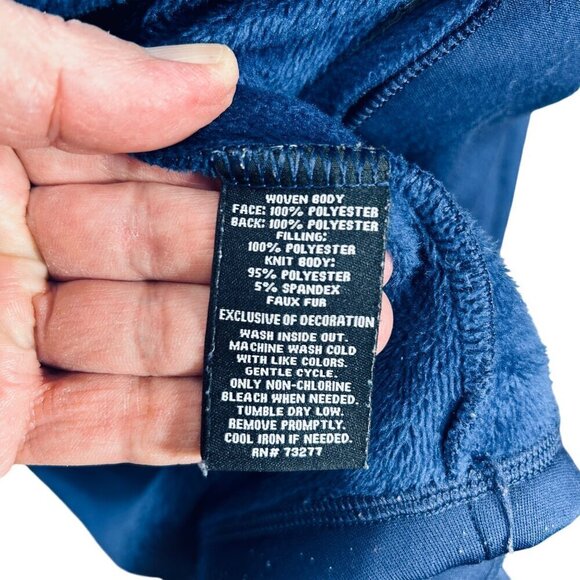 WOVEN BODY
FACE: 100% POLYESTER
BACK: 100% POLYESTER
FILLING:
100% POLYESTER
KNIT BODY:
95% POLYESTER
5% SPANDEX
FAUX FUR
EXCLUSIVE OF DECORATION
WASH INSIDE OUT.
MACHINE WASH COLD
WITH LIKE COLORS.
GENTLE CYCLE.
ONLY NON-CHLORINE
BLEACH WHEN NEEDED.
TUMBLE DRY LOW.
REMOVE PROMPTLY.
COOL IRON IF NEEDED.
RN# 73277